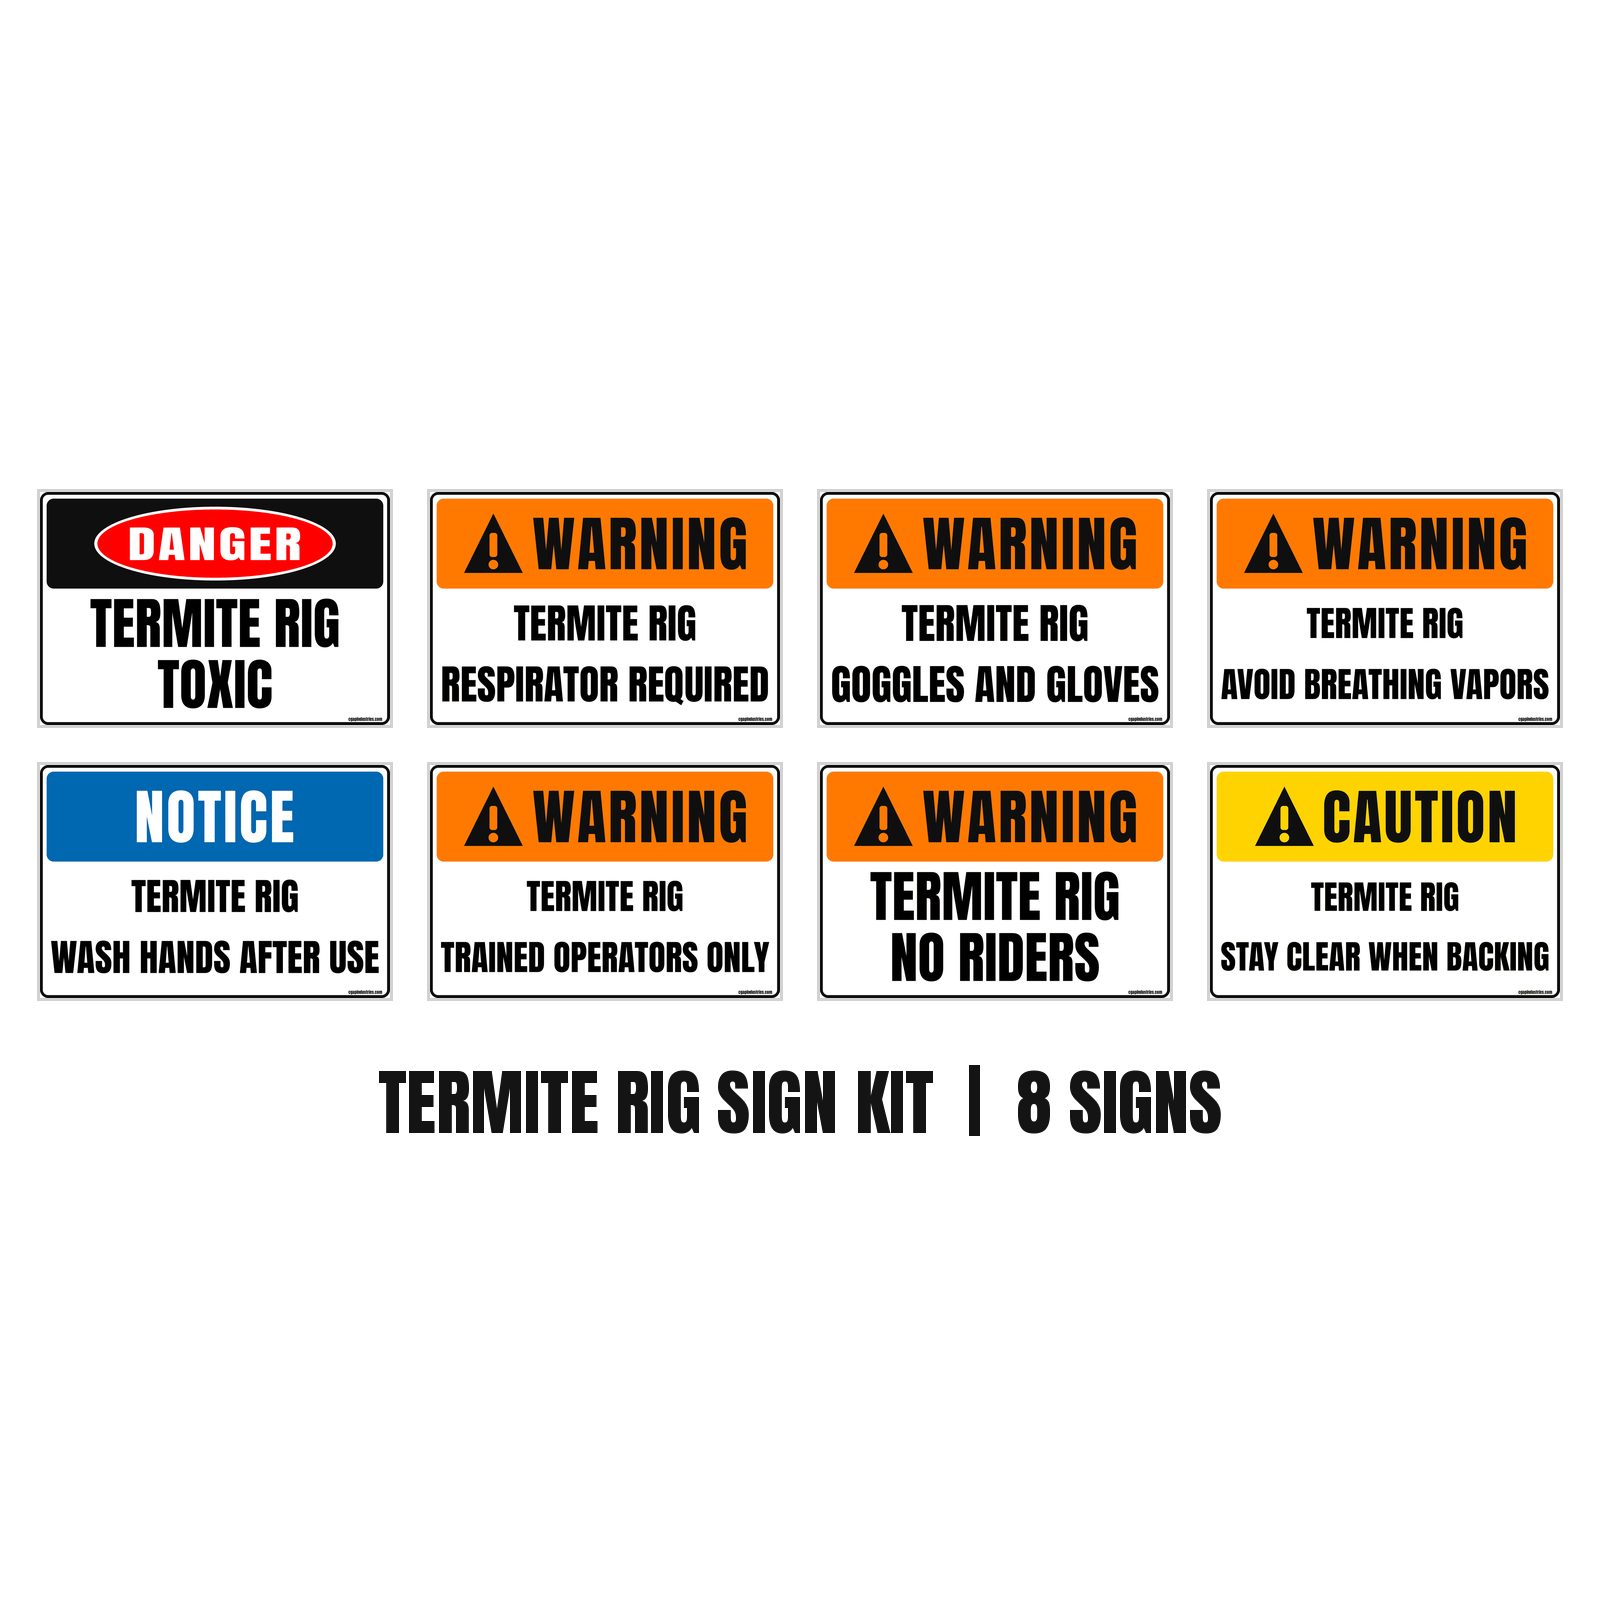 DANGER
TERMITE RIG
TOXIC
WARNING
TERMITE RIG
RESPIRATOR REQUIRED
WARNING
TERMITE RIG
GOGGLES AND GLOVES
WARNING
TERMITE RIG
AVOID BREATHING VAPORS
NOTICE
TERMITE RIG
WASH HANDS AFTER USE
WARNING
TERMITE RIG
TRAINED OPERATORS ONLY
WARNING
TERMITE RIG
NO RIDERS
CAUTION
TERMITE RIG
STAY CLEAR WHEN BACKING
TERMITE RIG SIGN KIT | 8 SIGNS